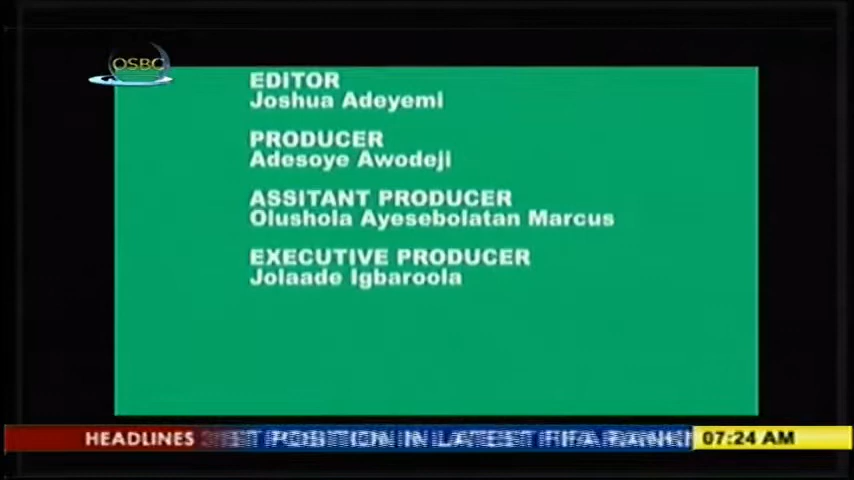 OSBC
EDITOR
Joshua Adeyemi
PRODUCER
Adesoye Awodeji
ASSITANT PRODUCER
Olushola Ayesebolatan Marcus
EXECUTIVE PRODUCER
Jolaade Igbaroola
HEADLINES POSITION IN LATEST FIFA 07:24 AM